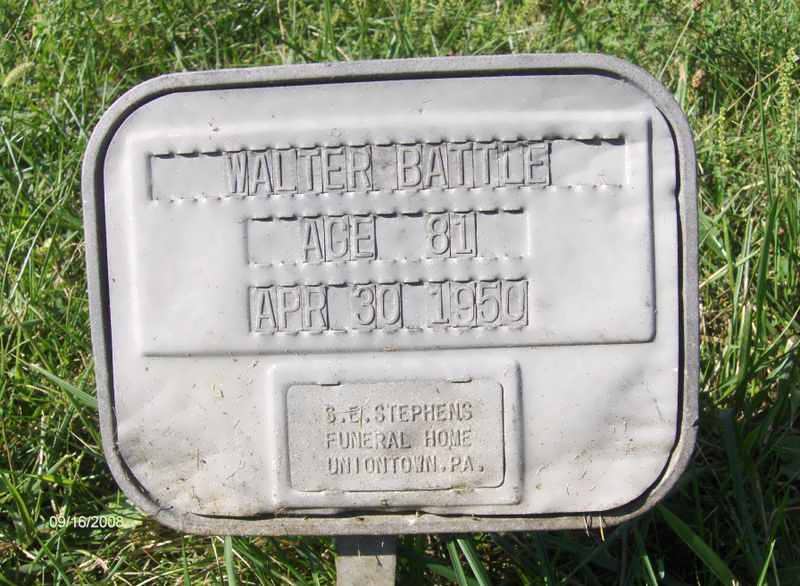 WALTER BATTLE
AGE 81
APR 30 1950
S.E.STEPHENS
FUNERAL HOME
UNIONTOWN.PA.
09/16/2008